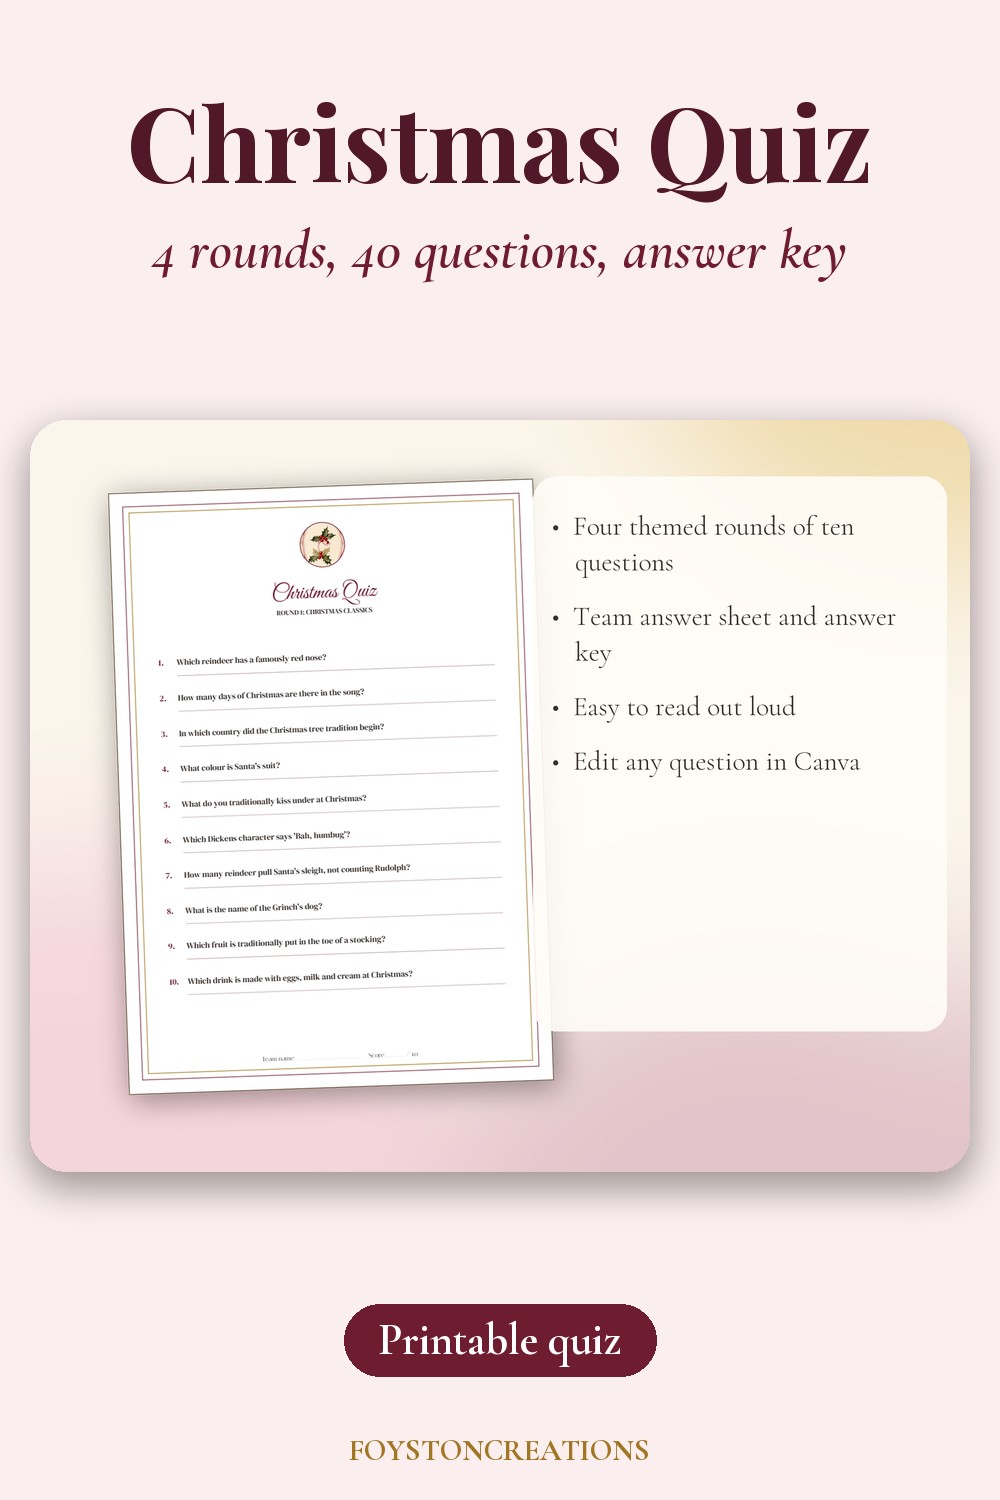 Christmas Quiz
4 rounds, 40 questions, answer key
Christmas Quiz
ROUND 1: CHRISTMAS CLASSICS
1. Which reindeer has a famously red nose?
2. How many days of Christmas are there in the song?
3. In which country did the Christmas tree tradition begin?
4. What colour is Santa's suit?
5. What do you traditionally kiss under at Christmas?
6. Which Dickens character says 'Bah, humbug'?
7. How many reindeer pull Santa's sleigh, not counting Rudolph?
8. What is the name of the Grinch's dog?
9. Which fruit is traditionally put in the toe of a stocking?
10. Which drink is made with eggs, milk and cream at Christmas?
Team name Score / 10
• Four themed rounds of ten
questions
• Team answer sheet and answer
key
• Easy to read out loud
• Edit any question in Canva
Printable quiz
FOYSTONCREATIONS